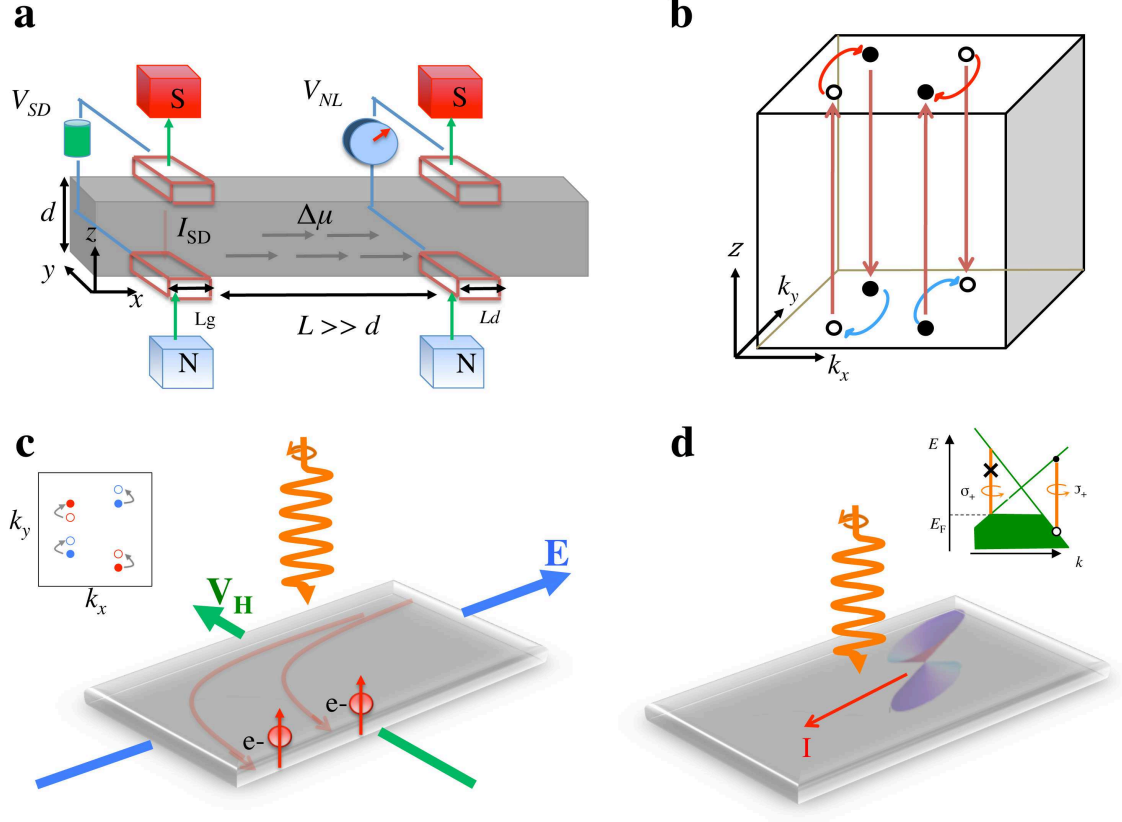 a
V_SD
S
V_NL
S
d
z
y
x
I_SD
Δμ
Lg
L >> d
Ld
N
N
b
z
k_y
k_x
c
k_y
k_x
V_H
E
e-
e-
d
E
σ₊
E_F
k
I